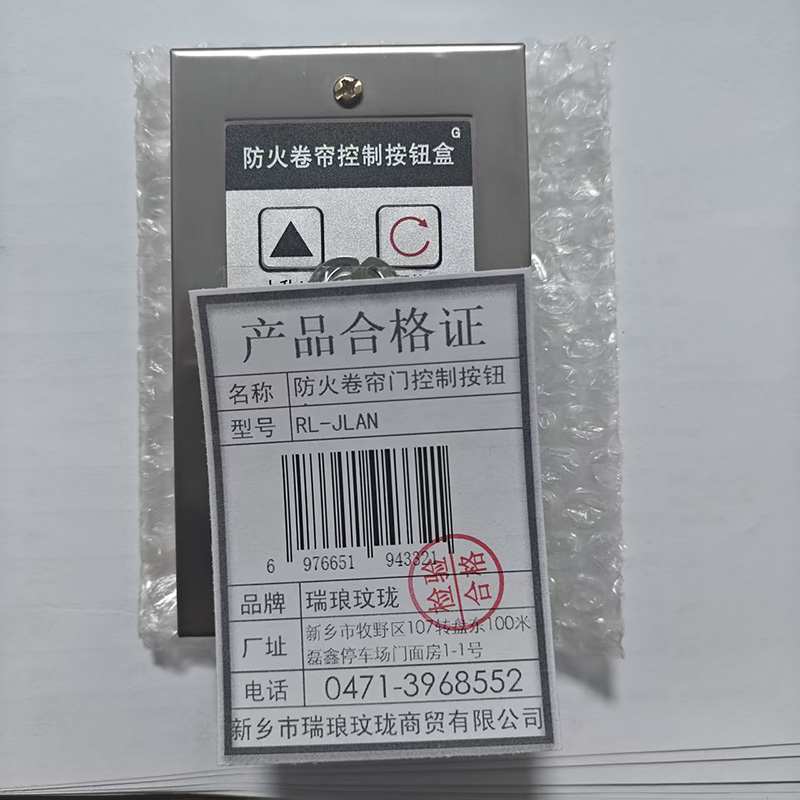 G
防火卷帘控制按钮盒
产品合格证
名称 防火卷帘门控制按钮
型号 RL-JLAN
6 976651 943321
检验
合格
品牌 瑞琅玟珑
厂址 新乡市牧野区107转盘东100米
磊鑫停车场门面房1-1号
电话 0471-3968552
新乡市瑞琅玟珑商贸有限公司